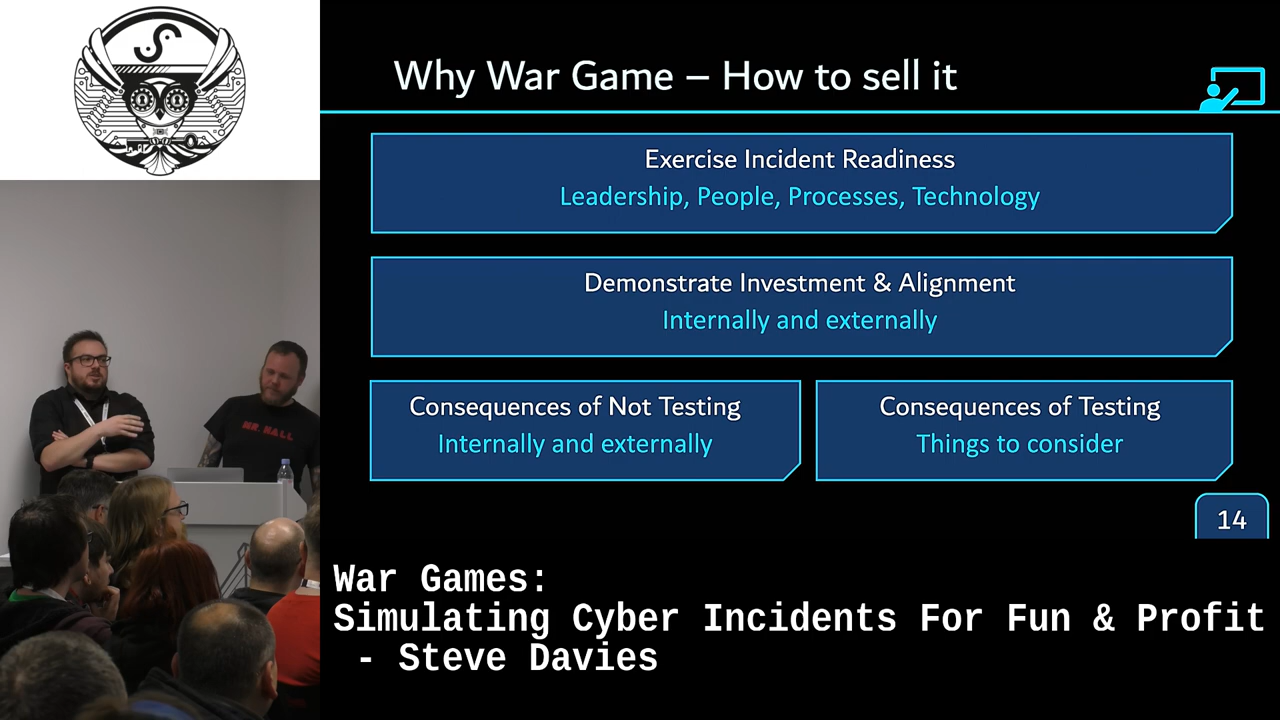 Why War Game – How to sell it
Exercise Incident Readiness
Leadership, People, Processes, Technology
Demonstrate Investment & Alignment
Internally and externally
Consequences of Not Testing
Internally and externally
Consequences of Testing
Things to consider
14
MR. HALL
War Games:
Simulating Cyber Incidents For Fun & Profit
- Steve Davies